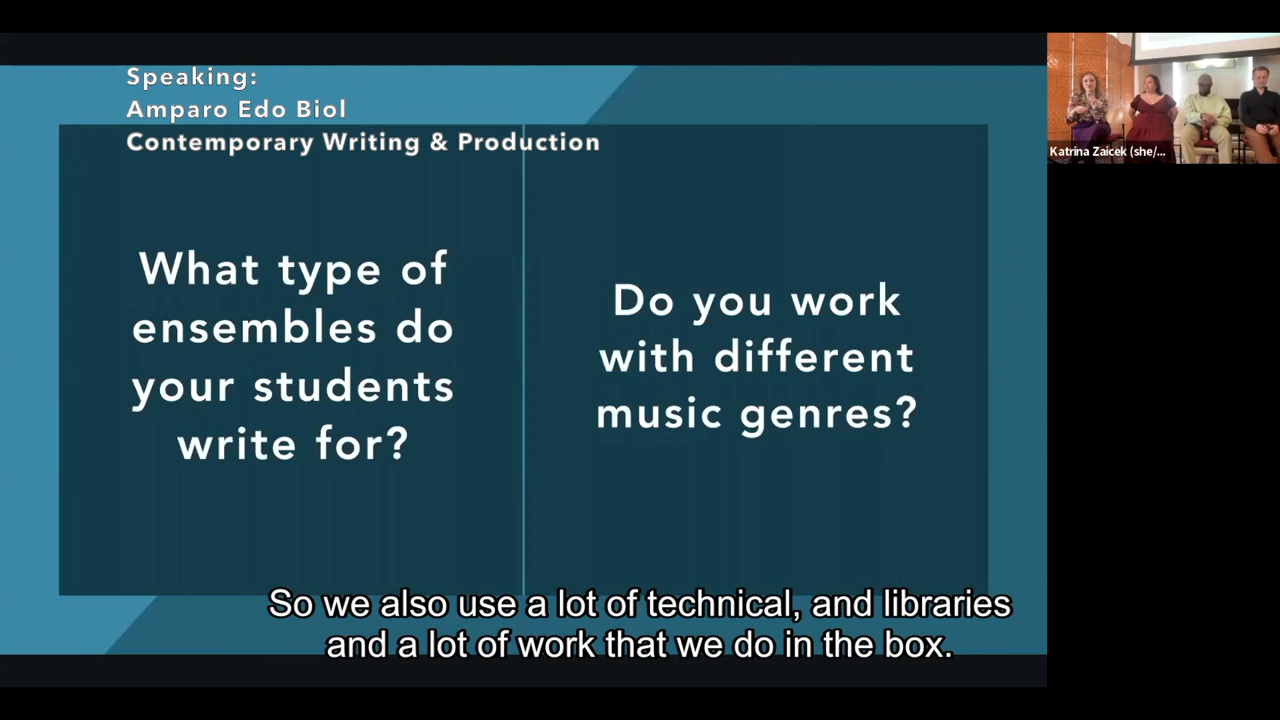 Speaking:
Amparo Edo Biol
Contemporary Writing & Production
Katrina Zaicek (she/...
What type of
ensembles do
your students
write for?
Do you work
with different
music genres?
So we also use a lot of technical, and libraries
and a lot of work that we do in the box.